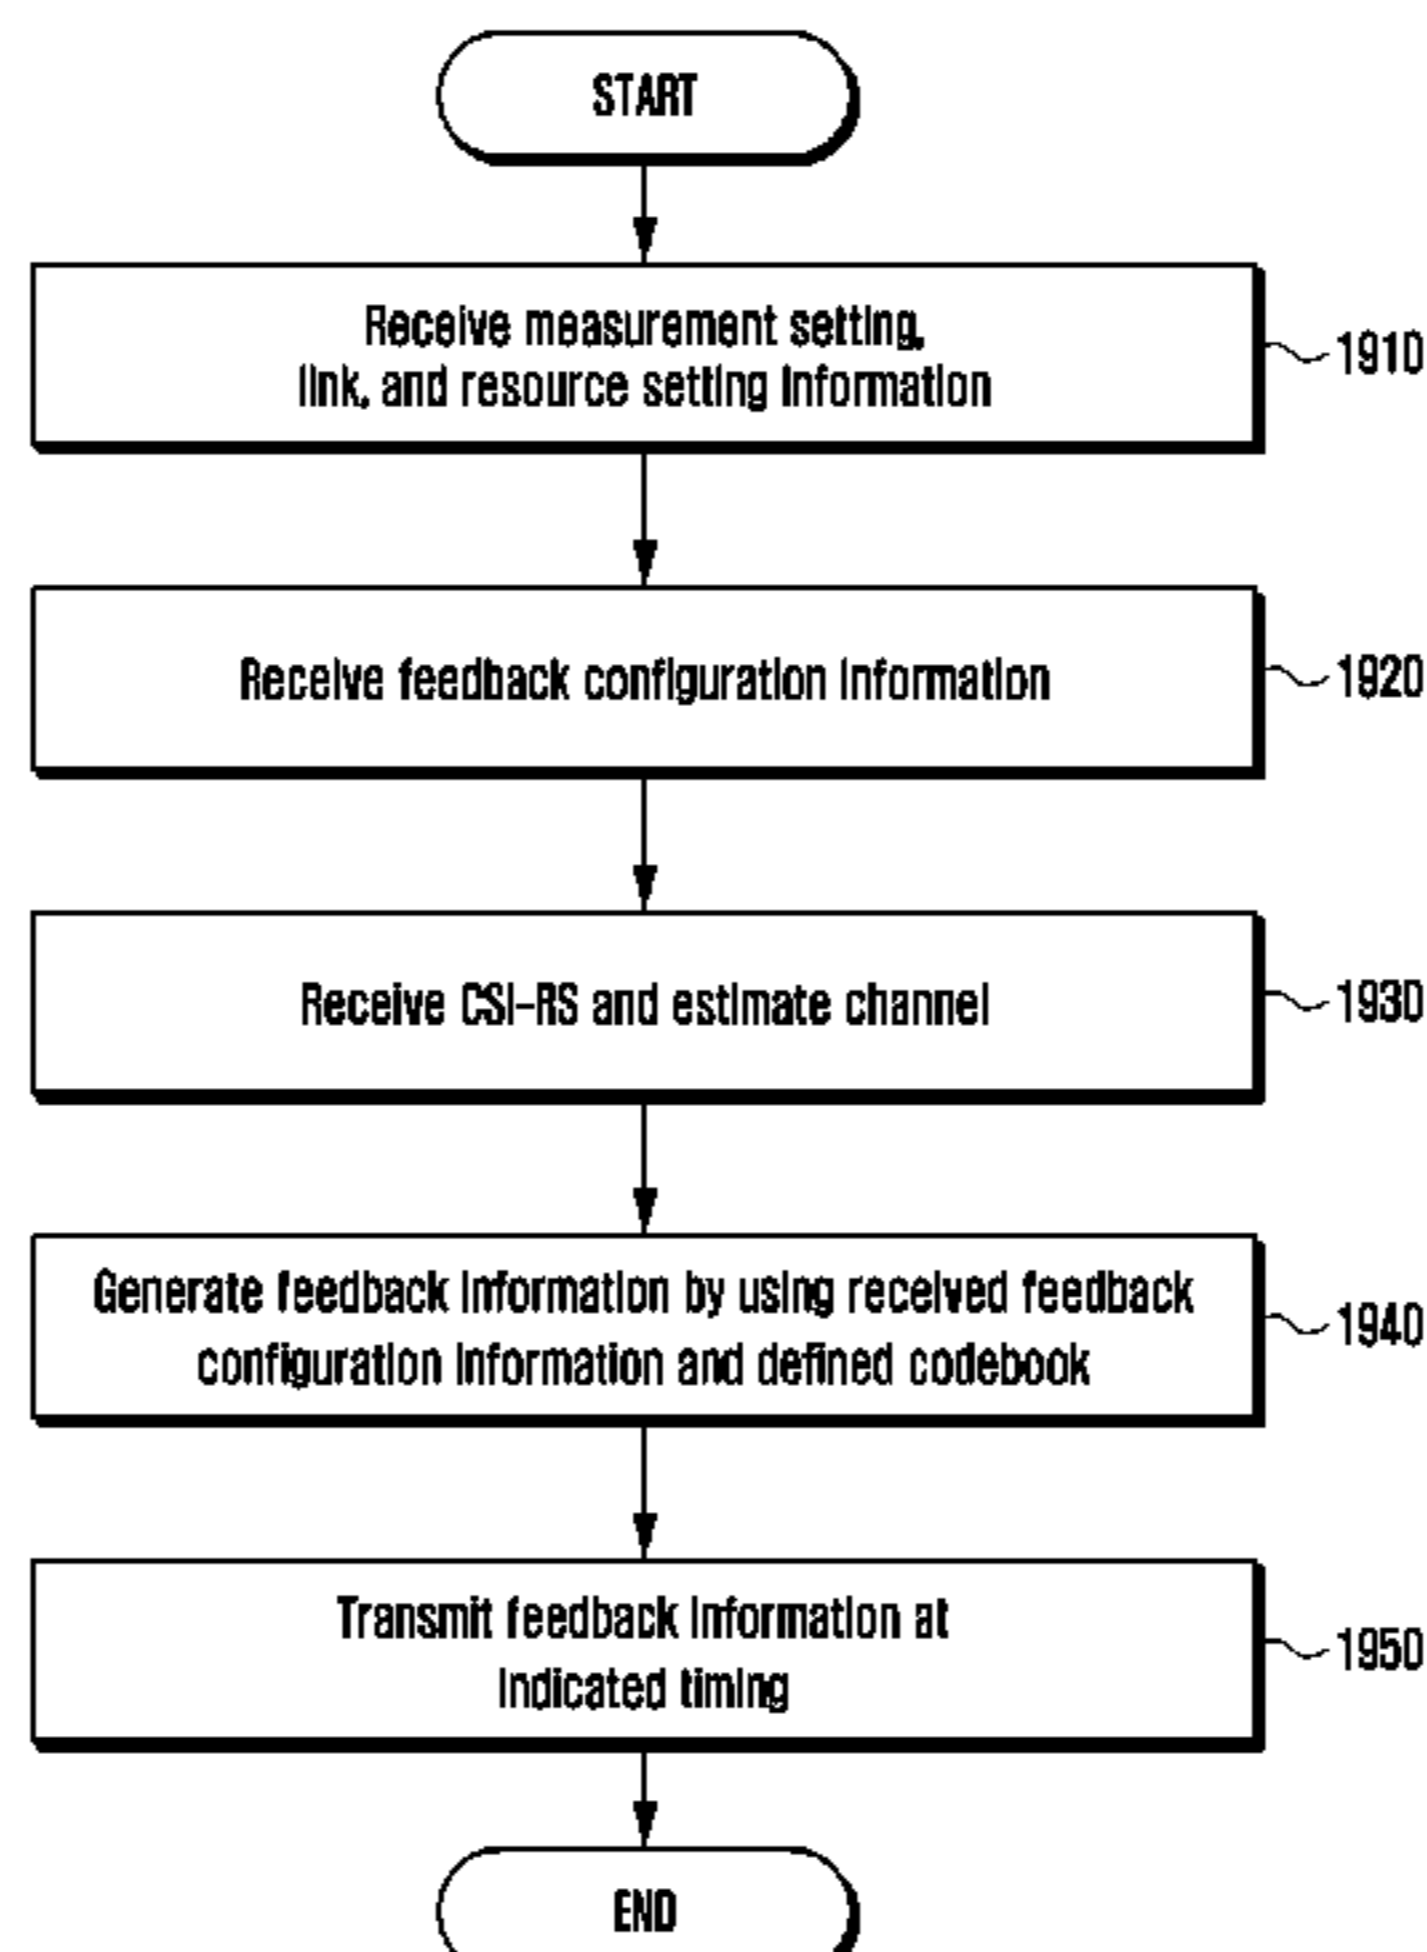 START
Receive measurement setting,
link, and resource setting information
1910
Receive feedback configuration information
1920
Receive CSI-RS and estimate channel
1930
Generate feedback information by using received feedback
configuration information and defined codebook
1940
Transmit feedback information at
indicated timing
1950
END